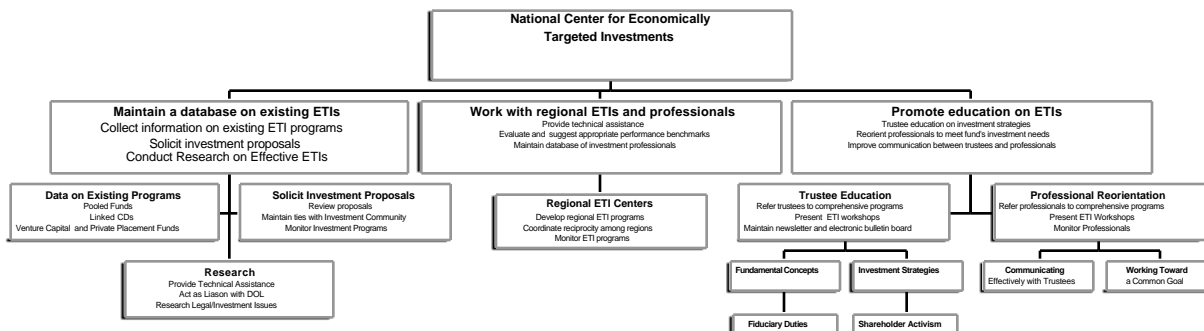 National Center for Economically
Targeted Investments
Maintain a database on existing ETIs
Collect information on existing ETI programs
Solicit investment proposals
Conduct Research on Effective ETIs
Work with regional ETIs and professionals
Provide technical assistance
Evaluate and suggest appropriate performance benchmarks
Maintain database of investment professionals
Promote education on ETIs
Trustee education on investment strategies
Reorient professionals to meet fund's investment needs
Improve communication between trustees and professionals
Data on Existing Programs
Pooled Funds
Linked CDs
Venture Capital and Private Placement Funds
Solicit Investment Proposals
Review proposals
Maintain ties with Investment Community
Monitor Investment Programs
Regional ETI Centers
Develop regional ETI programs
Coordinate reciprocity among regions
Monitor ETI programs
Trustee Education
Refer trustees to comprehensive programs
Present ETI workshops
Maintain newsletter and electronic bulletin board
Professional Reorientation
Refer professionals to comprehensive programs
Present ETI Workshops
Monitor Professionals
Research
Provide Technical Assistance
Act as Liason with DOL
Research Legal/Investment Issues
Fundamental Concepts
Investment Strategies
Communicating
Effectively with Trustees
Working Toward
a Common Goal
Fiduciary Duties
Shareholder Activism